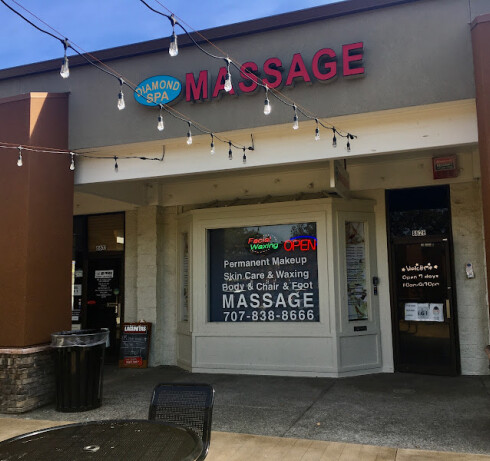 DIAMOND
SPA
MASSAGE
Facial
Waxing
OPEN
Permanent Makeup
Skin Care & Waxing
Body & Chair & Foot
MASSAGE
707-838-8666
Welcome
Open 7 days